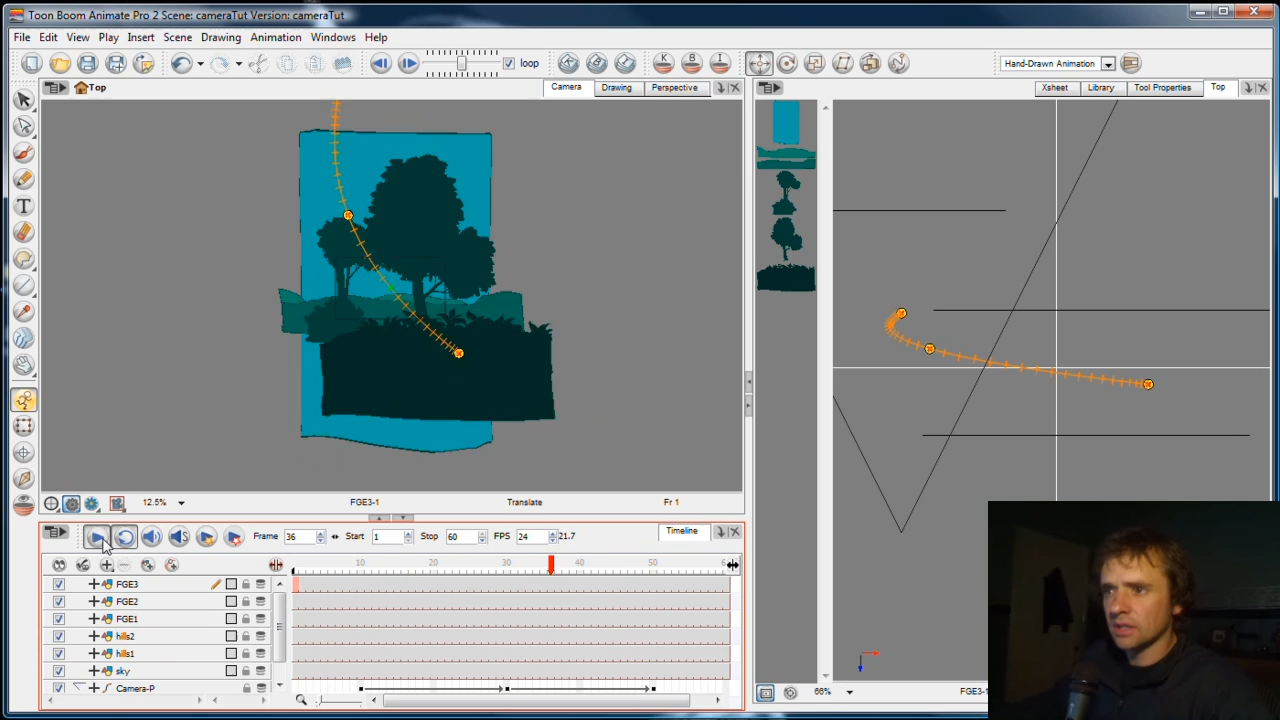 Toon Boom Animate Pro 2 Scene: cameraTut Version: cameraTut
File Edit View Play Insert Scene Drawing Animation Windows Help
loop K B I Hand-Drawn Animation
Top Camera Drawing Perspective Xsheet Library Tool Properties Top
T
12.5% FGE3-1 Translate Fr 1
Frame 36 Start 1 Stop 60 FPS 24 21.7 Timeline
10 20 30 40 50 6
FGE3
FGE2
FGE1
hills2
hills1
sky
Camera-P
66% FGE3-1